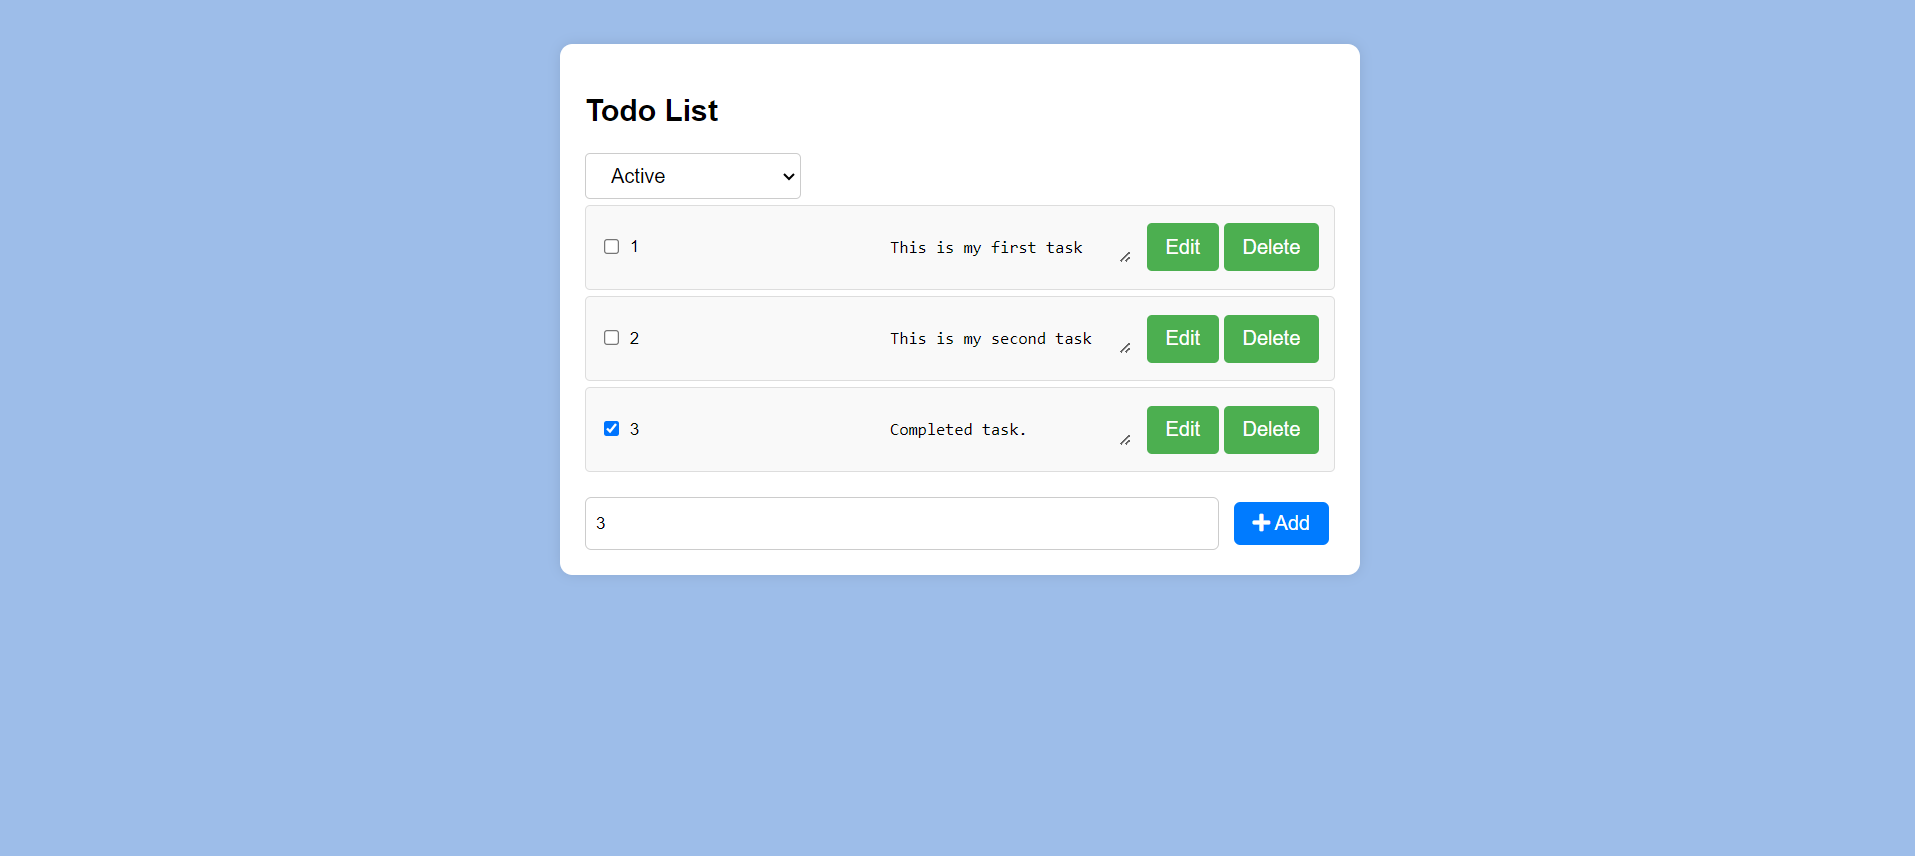 Todo List
Active
1 This is my first task Edit Delete
2 This is my second task Edit Delete
3 Completed task. Edit Delete
3 Add